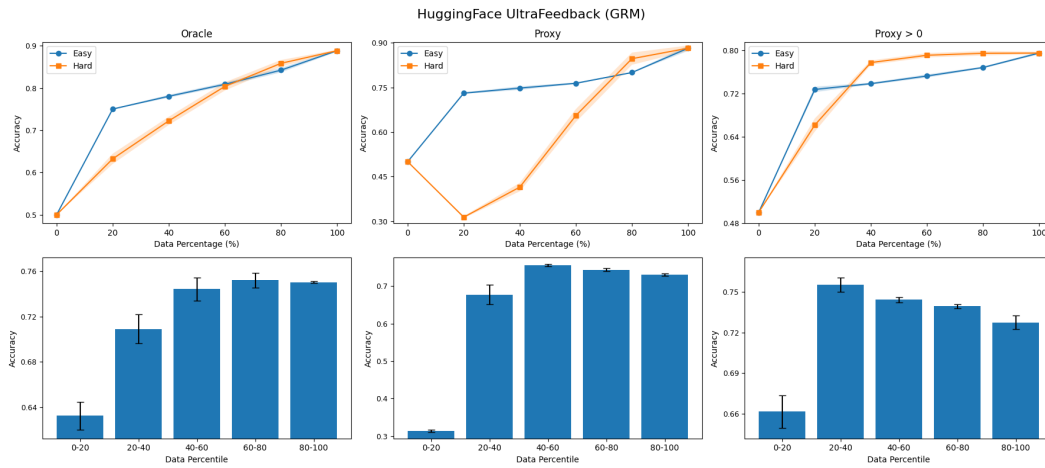 HuggingFace UltraFeedback (GRM)
Oracle
Accuracy
0.9
0.8
0.7
0.6
0.5
Easy
Hard
0 20 40 60 80 100
Data Percentage (%)
Proxy
Accuracy
0.90
0.75
0.60
0.45
0.30
Easy
Hard
0 20 40 60 80 100
Data Percentage (%)
Proxy > 0
Accuracy
0.80
0.72
0.64
0.56
0.48
Easy
Hard
0 20 40 60 80 100
Data Percentage (%)
Accuracy
0.76
0.72
0.68
0.64
0-20 20-40 40-60 60-80 80-100
Data Percentile
Accuracy
0.7
0.6
0.5
0.4
0.3
0-20 20-40 40-60 60-80 80-100
Data Percentile
Accuracy
0.75
0.72
0.69
0.66
0-20 20-40 40-60 60-80 80-100
Data Percentile